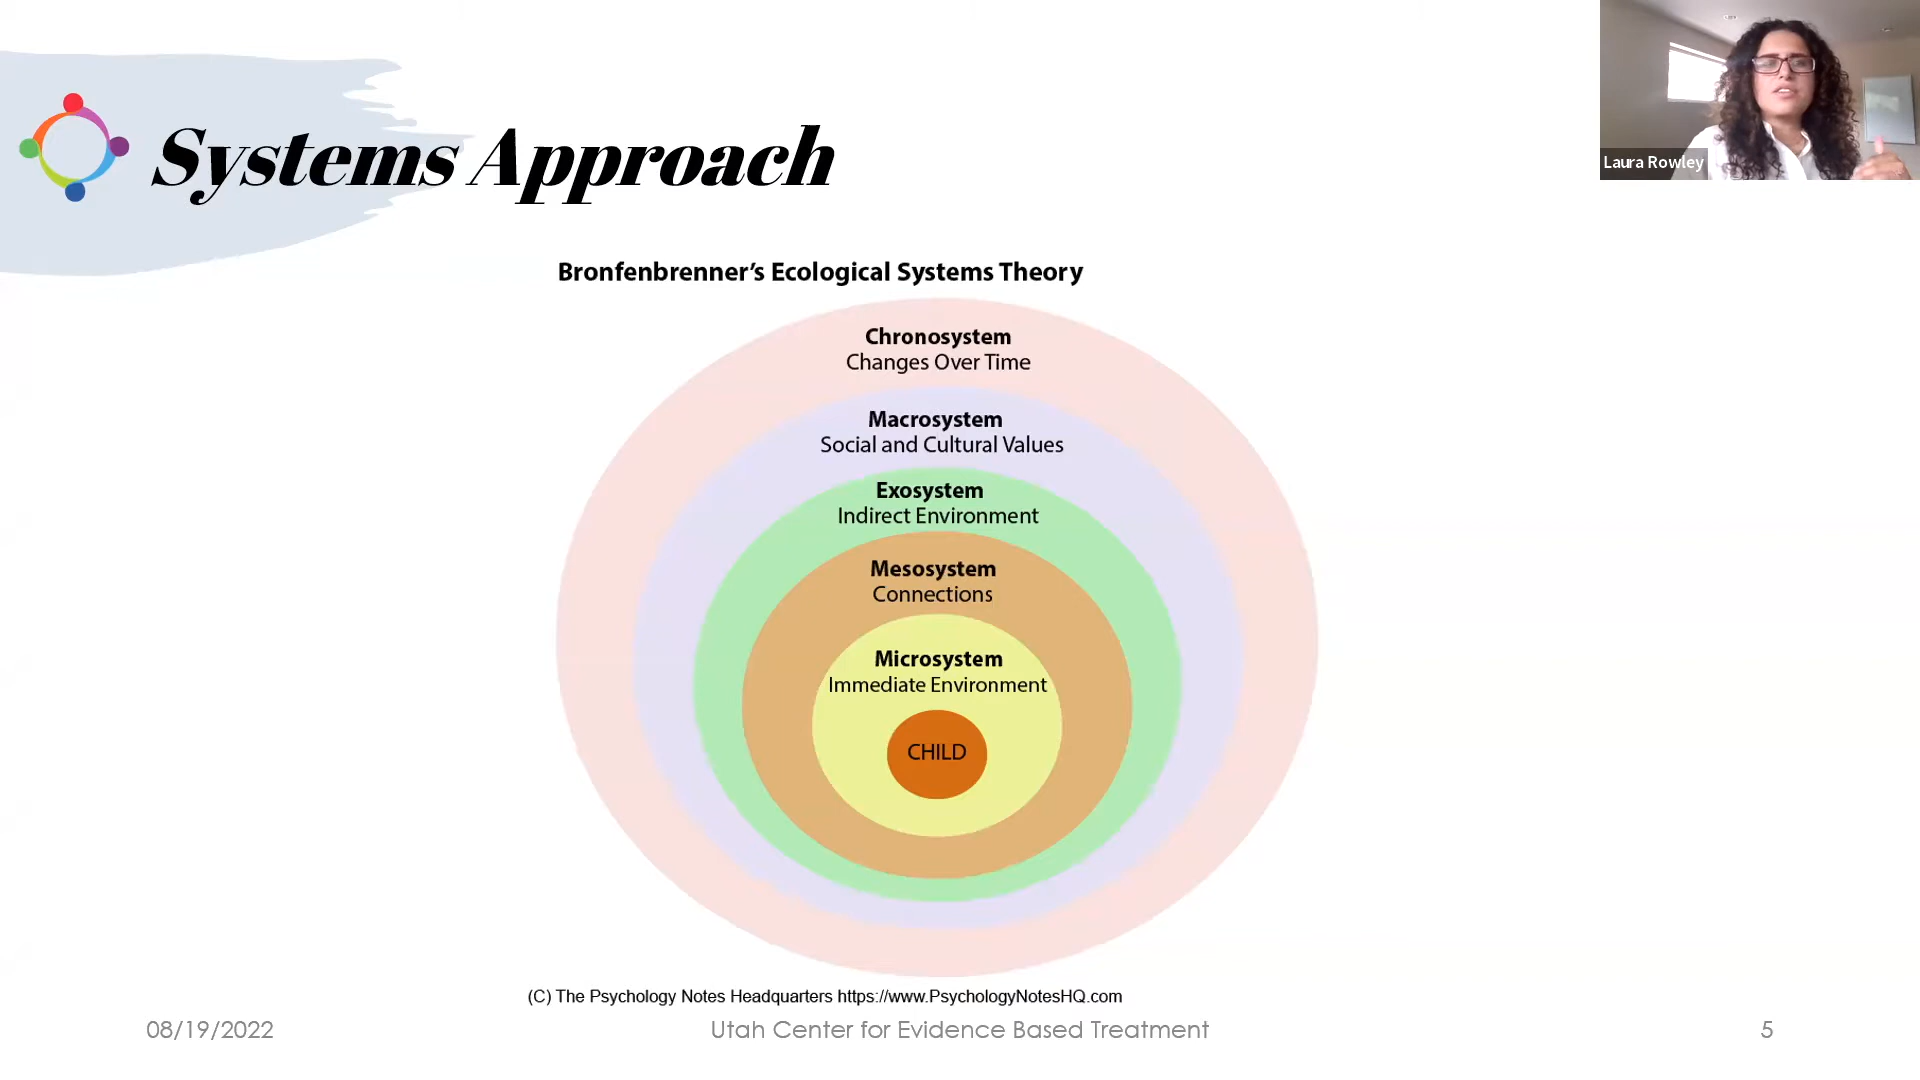 Systems Approach
Laura Rowley
Bronfenbrenner’s Ecological Systems Theory
Chronosystem
Changes Over Time
Macrosystem
Social and Cultural Values
Exosystem
Indirect Environment
Mesosystem
Connections
Microsystem
Immediate Environment
CHILD
(C) The Psychology Notes Headquarters https://www.PsychologyNotesHQ.com
08/19/2022
Utah Center for Evidence Based Treatment
5